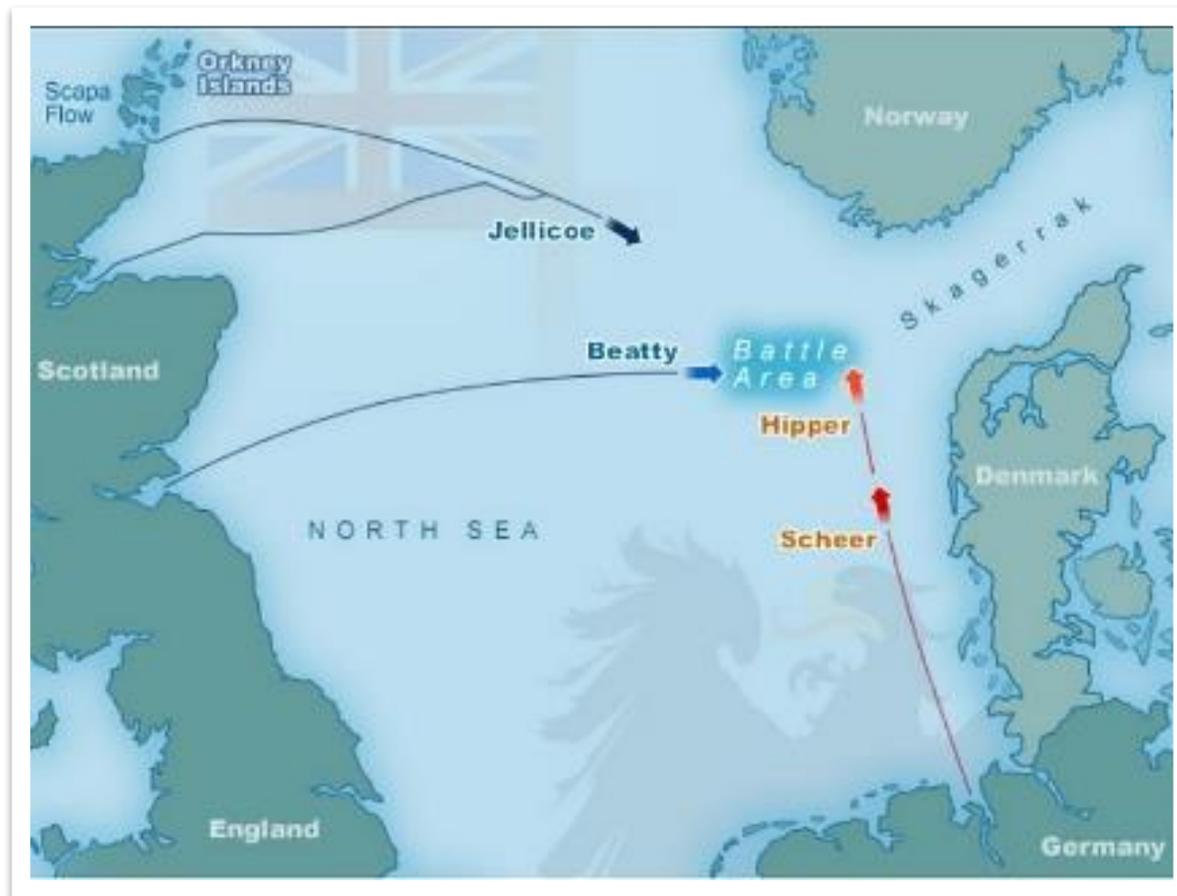 Orkney
Islands
Scapa
Flow
Norway
Jellicoe
Skagerrak
Beatty
Battle
Area
Scotland
Hipper
Denmark
NORTH SEA
Scheer
England
Germany